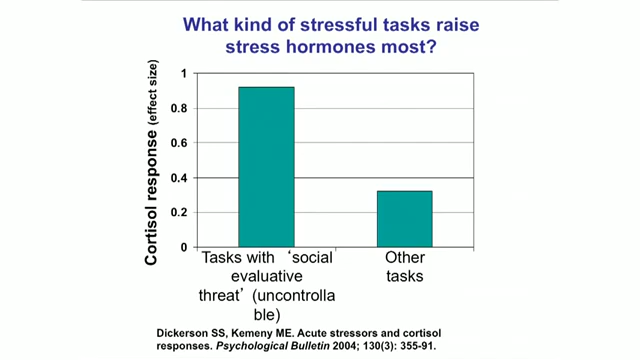 What kind of stressful tasks raise
stress hormones most?
Cortisol response (effect size)
1
0.8
0.6
0.4
0.2
0
Tasks with ‘social
evaluative
threat’ (uncontrolla
ble)
Other
tasks
Dickerson SS, Kemeny ME. Acute stressors and cortisol
responses. Psychological Bulletin 2004; 130(3): 355-91.